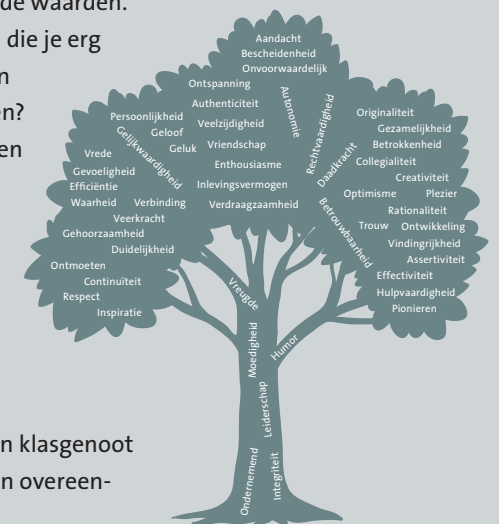 de waarden.
die je erg
n
en?
en
Aandacht
Bescheidenheid
Onvoorwaardelijk
Ontspanning
Autonomie
Rechtvaardigheid
Authenticiteit
Veelzijdigheid
Vriendschap
Enthousiasme
Inlevingsvermogen
Verdraagzaamheid
Persoonlijkheid
Geloof
Geluk
Gelijkwaardigheid
Vrede
Gevoeligheid
Efficiëntie
Waarheid
Verbinding
Veerkracht
Gehoorzaamheid
Duidelijkheid
Ontmoeten
Continuïteit
Respect
Inspiratie
Daadkracht
Originaliteit
Gezamelijkheid
Betrokkenheid
Collegialiteit
Creativiteit
Optimisme
Plezier
Rationaliteit
Betrouwbaarheid
Trouw
Ontwikkeling
Vindingrijkheid
Assertiviteit
Effectiviteit
Hulpvaardigheid
Pionieren
Vreugde
Moedigheid
Humor
Leiderschap
Ondernemend
Integriteit
n klasgenoot
n overeen-